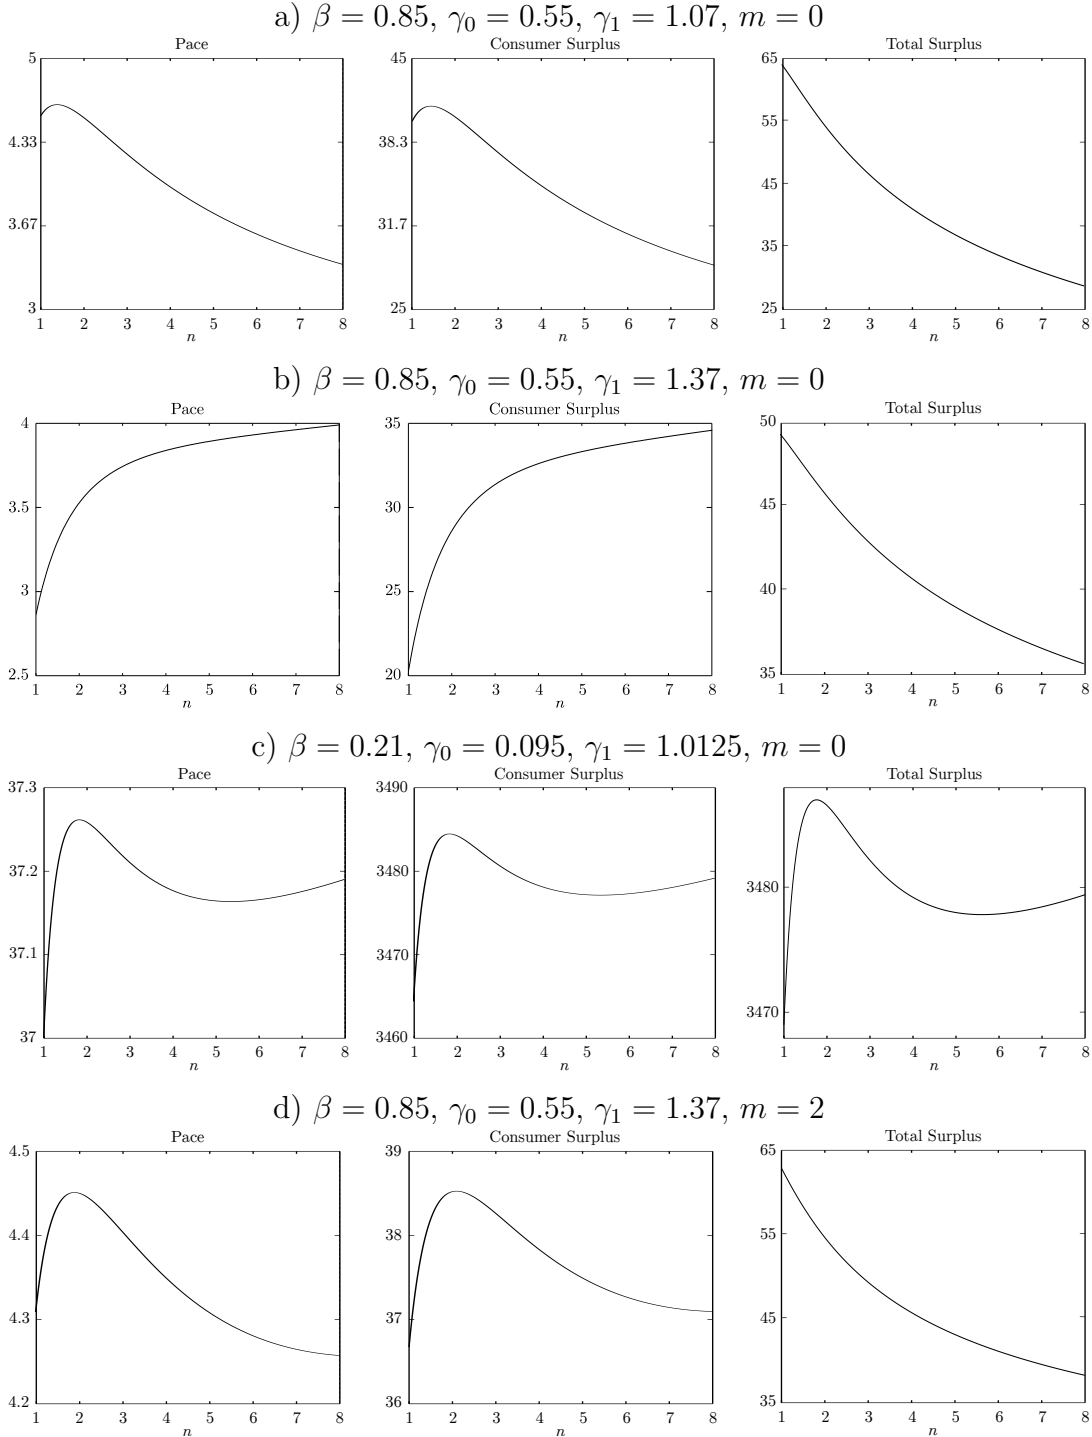 a) β = 0.85, γ₀ = 0.55, γ₁ = 1.07, m = 0
Pace
Consumer Surplus
Total Surplus
5
4.33
3.67
3
1 2 3 4 5 6 7 8
n
45
38.3
31.7
25
1 2 3 4 5 6 7 8
n
65
55
45
35
25
1 2 3 4 5 6 7 8
n
b) β = 0.85, γ₀ = 0.55, γ₁ = 1.37, m = 0
Pace
Consumer Surplus
Total Surplus
4
3.5
3
2.5
1 2 3 4 5 6 7 8
n
35
30
25
20
1 2 3 4 5 6 7 8
n
50
45
40
35
1 2 3 4 5 6 7 8
n
c) β = 0.21, γ₀ = 0.095, γ₁ = 1.0125, m = 0
Pace
Consumer Surplus
Total Surplus
37.3
37.2
37.1
37
1 2 3 4 5 6 7 8
n
3490
3480
3470
3460
1 2 3 4 5 6 7 8
n
3480
3470
1 2 3 4 5 6 7 8
n
d) β = 0.85, γ₀ = 0.55, γ₁ = 1.37, m = 2
Pace
Consumer Surplus
Total Surplus
4.5
4.4
4.3
4.2
1 2 3 4 5 6 7 8
n
39
38
37
36
1 2 3 4 5 6 7 8
n
65
55
45
35
1 2 3 4 5 6 7 8
n